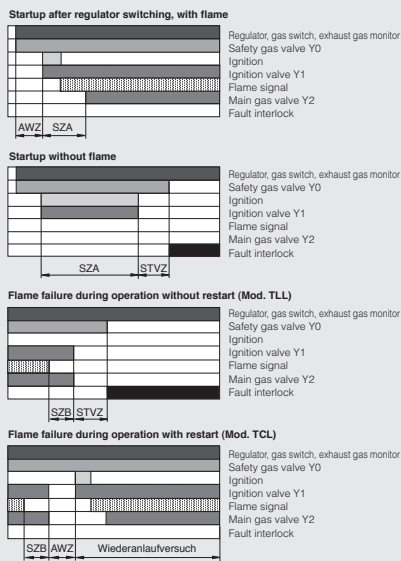 Startup after regulator switching, with flame
Regulator, gas switch, exhaust gas monitor
Safety gas valve Y0
Ignition
Ignition valve Y1
Flame signal
Main gas valve Y2
Fault interlock
AWZ SZA
Startup without flame
Regulator, gas switch, exhaust gas monitor
Safety gas valve Y0
Ignition
Ignition valve Y1
Flame signal
Main gas valve Y2
Fault interlock
SZA STVZ
Flame failure during operation without restart (Mod. TLL)
Regulator, gas switch, exhaust gas monitor
Safety gas valve Y0
Ignition
Ignition valve Y1
Flame signal
Main gas valve Y2
Fault interlock
SZB STVZ
Flame failure during operation with restart (Mod. TCL)
Regulator, gas switch, exhaust gas monitor
Safety gas valve Y0
Ignition
Ignition valve Y1
Flame signal
Main gas valve Y2
Fault interlock
SZB AWZ Wiederanlaufversuch